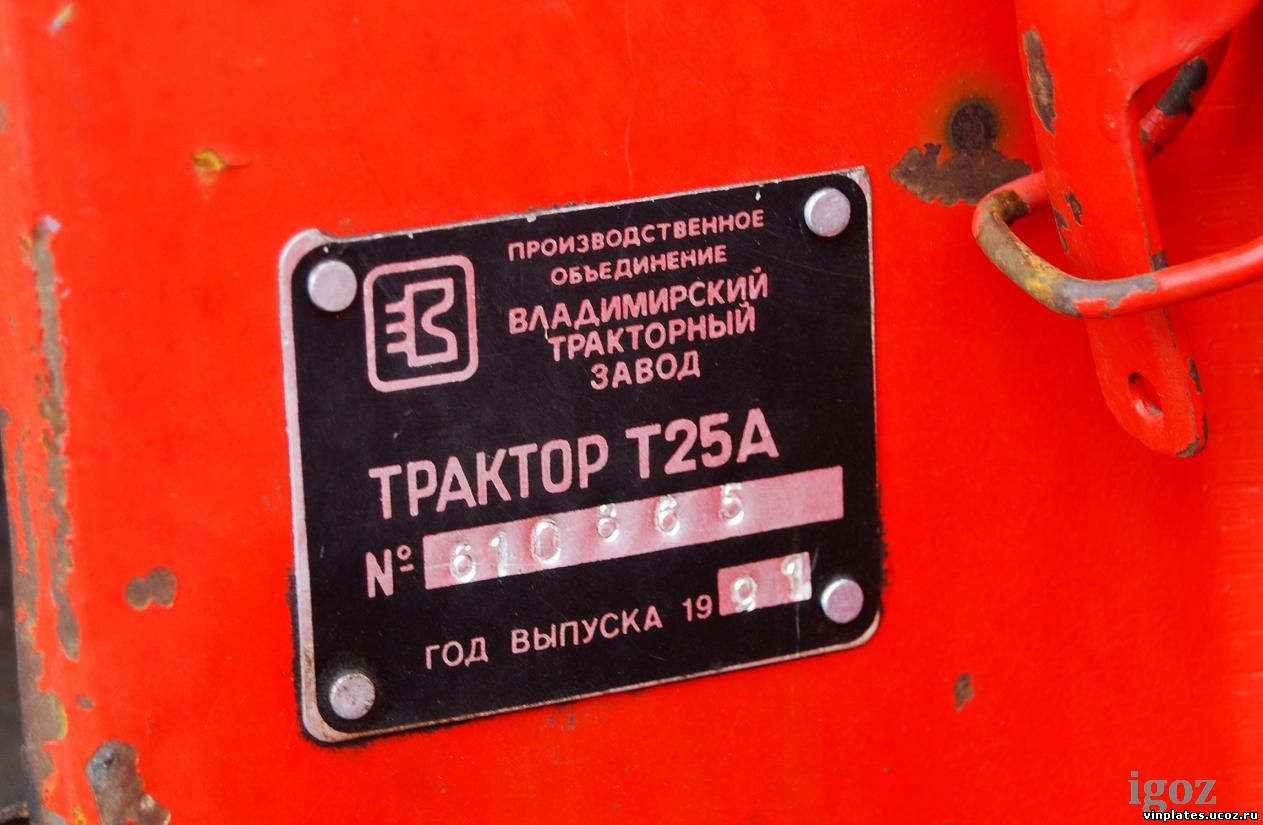 ПРОИЗВОДСТВЕННОЕ
ОБЪЕДИНЕНИЕ
ВЛАДИМИРСКИЙ
ТРАКТОРНЫЙ
ЗАВОД
ТРАКТОР Т25А
№ 610865
ГОД ВЫПУСКА 1991
igoz
vinplates.ucoz.ru